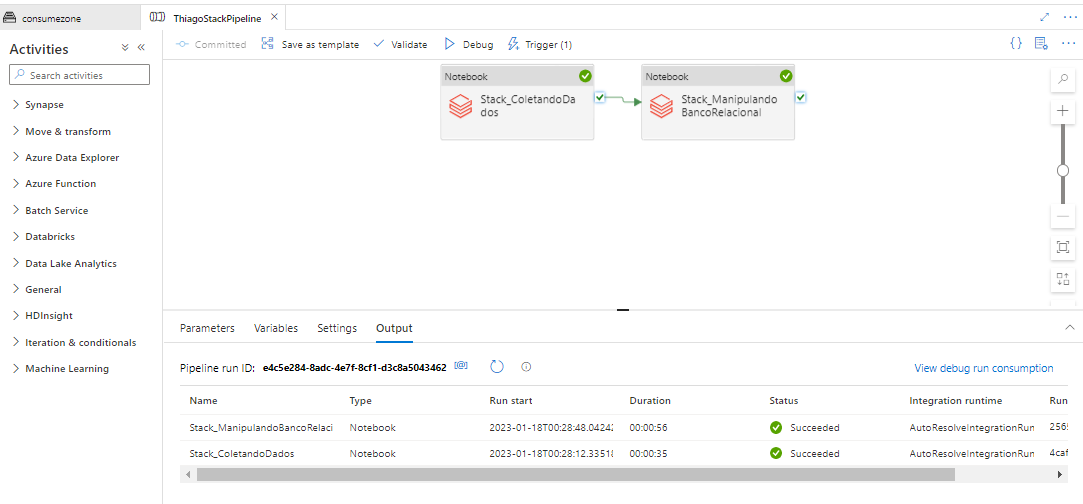 consumezone
ThiagoStackPipeline
Activities
Search activities
Synapse
Move & transform
Azure Data Explorer
Azure Function
Batch Service
Databricks
Data Lake Analytics
General
HDInsight
Iteration & conditionals
Machine Learning
Committed Save as template Validate Debug Trigger (1)
Notebook
Stack_ColetandoDa
dos
Notebook
Stack_Manipulando
BancoRelacional
Parameters Variables Settings Output
Pipeline run ID: e4c5e284-8adc-4e7f-8cf1-d3c8a5043462 [@]
View debug run consumption
Name Type Run start Duration Status Integration runtime Run
Stack_ManipulandoBancoRelaci Notebook 2023-01-18T00:28:48.0424 00:00:56 Succeeded AutoResolveIntegrationRun 256
Stack_ColetandoDados Notebook 2023-01-18T00:28:12.3351 00:00:35 Succeeded AutoResolveIntegrationRun 4caf